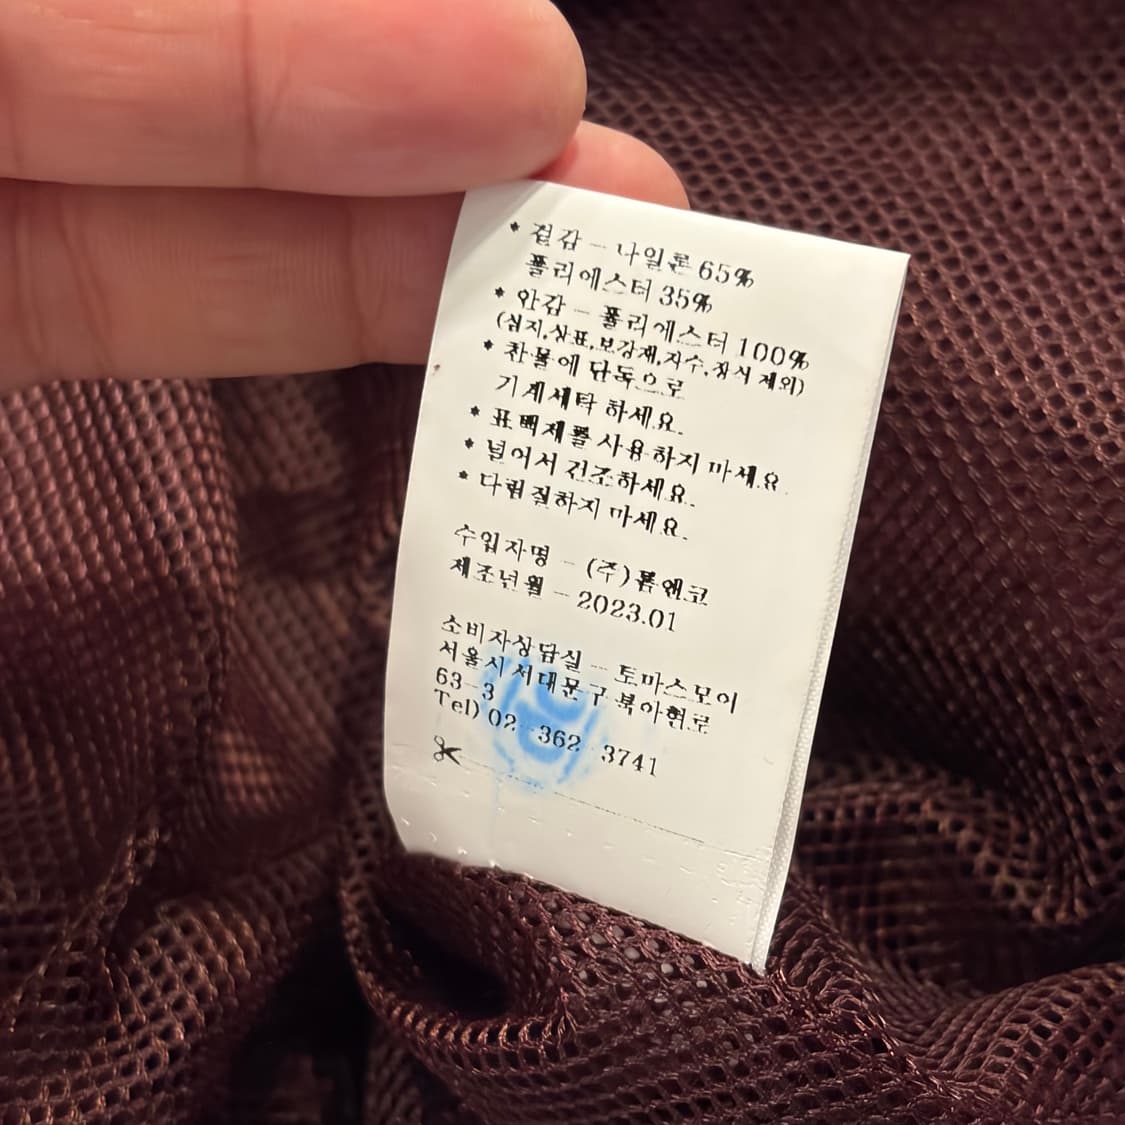 * 겉감 - 나일론 65%
폴리에스터 35%
* 안감 - 폴리에스터 100%
(심지,상표,보강재,자수,장식 제외)
* 찬물에 단독으로
기계세탁 하세요.
* 표백제를 사용하지 마세요.
* 널어서 건조하세요.
* 다림질하지 마세요.
수입자명 - (주)
제조년월 - 2023.01
소비자상담실 - 토마스모이
서울시 서대문구 북아현로
63-3
Tel) 02-362-3741